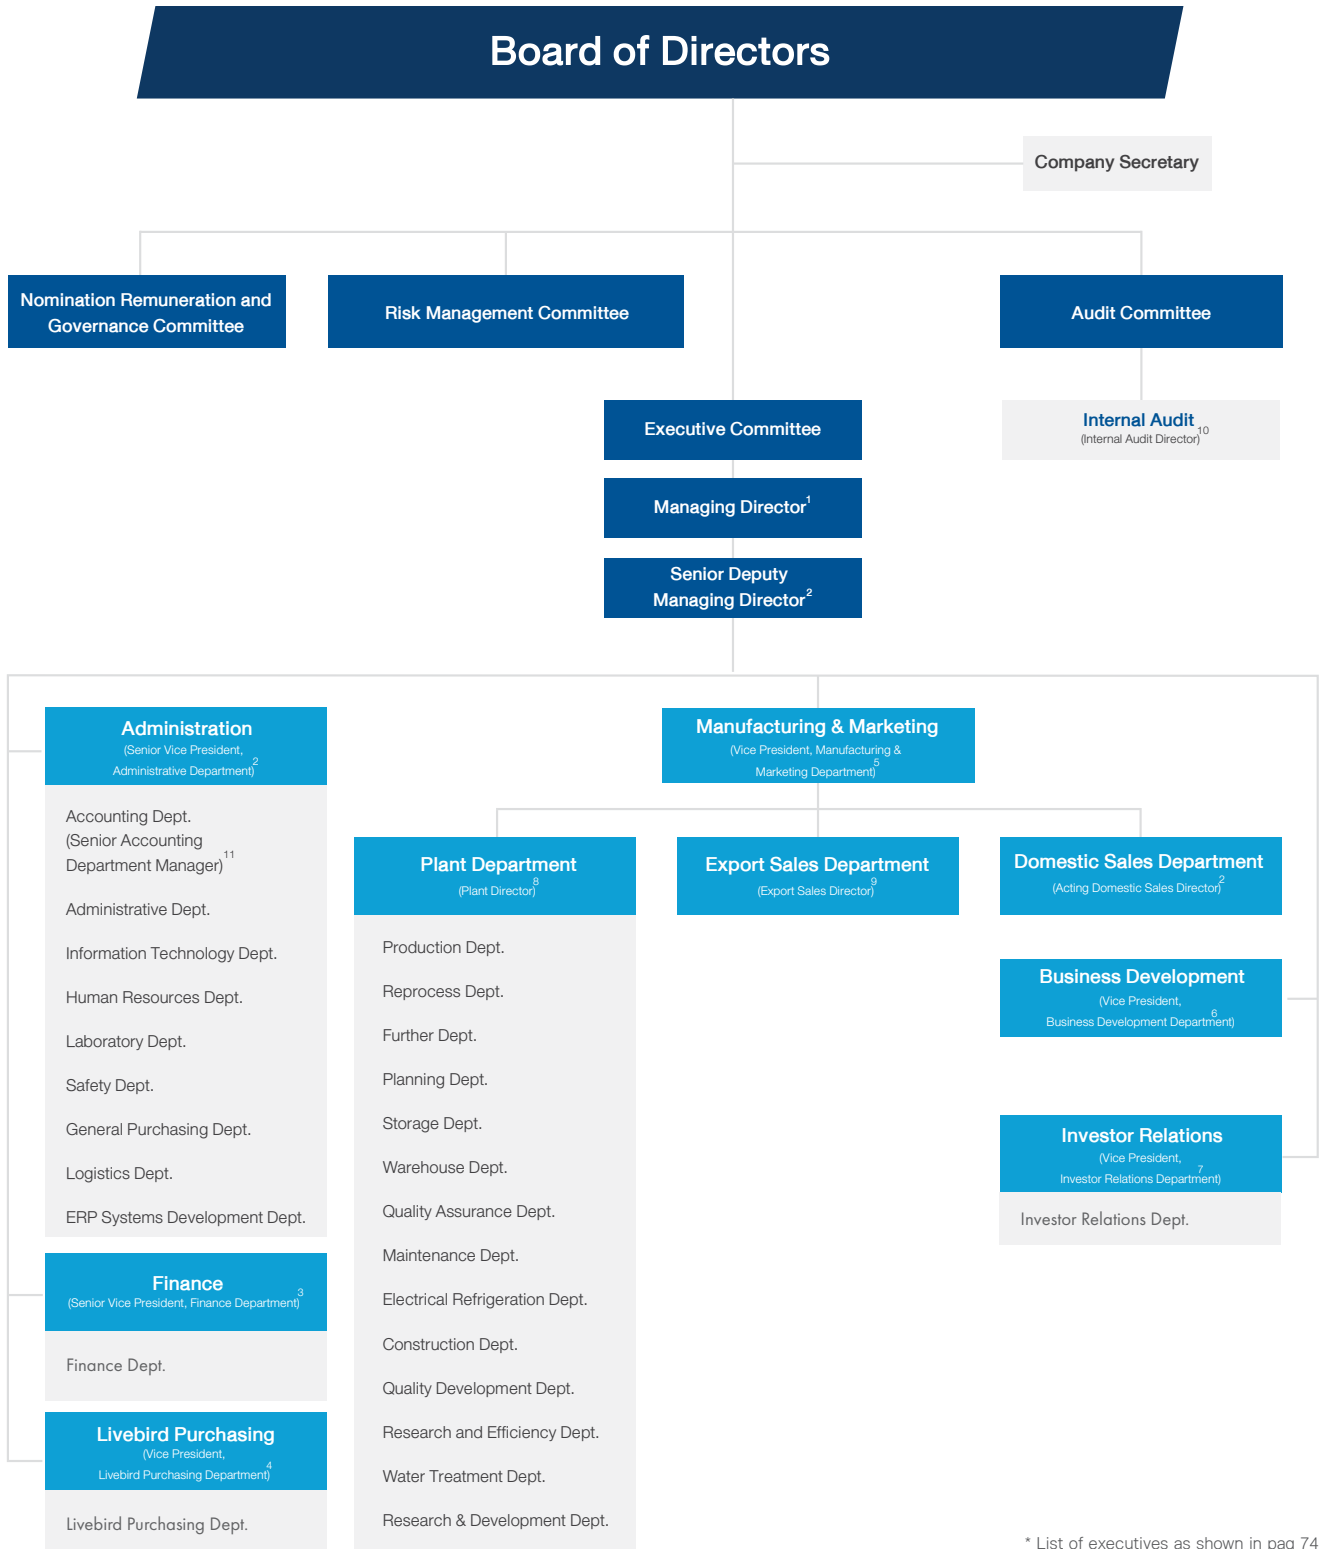 Board of Directors
Company Secretary
Nomination Remuneration and
Governance Committee
Risk Management Committee
Audit Committee
Executive Committee
Internal Audit
(Internal Audit Director)10
Managing Director1
Senior Deputy
Managing Director2
Administration
(Senior Vice President,
Administrative Department)2
Accounting Dept.
(Senior Accounting
Department Manager)11
Administrative Dept.
Information Technology Dept.
Human Resources Dept.
Laboratory Dept.
Safety Dept.
General Purchasing Dept.
Logistics Dept.
ERP Systems Development Dept.
Finance
(Senior Vice President, Finance Department)3
Finance Dept.
Livebird Purchasing
(Vice President,
Livebird Purchasing Department)4
Livebird Purchasing Dept.
Manufacturing & Marketing
(Vice President, Manufacturing &
Marketing Department)5
Plant Department
(Plant Director)8
Production Dept.
Reprocess Dept.
Further Dept.
Planning Dept.
Storage Dept.
Warehouse Dept.
Quality Assurance Dept.
Maintenance Dept.
Electrical Refrigeration Dept.
Construction Dept.
Quality Development Dept.
Research and Efficiency Dept.
Water Treatment Dept.
Research & Development Dept.
Export Sales Department
(Export Sales Director)9
Domestic Sales Department
(Acting Domestic Sales Director)2
Business Development
(Vice President,
Business Development Department)6
Investor Relations
(Vice President,
Investor Relations Department)7
Investor Relations Dept.
* List of executives as shown in pag 74